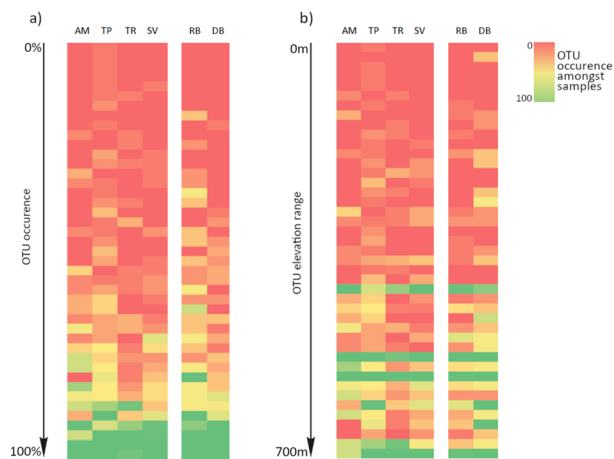 a)
AM TP TR SV RB DB
0%
OTU occurence
100%
b)
AM TP TR SV RB DB
0m
OTU elevation range
700m
0
100
OTU
occurence
amongst
samples